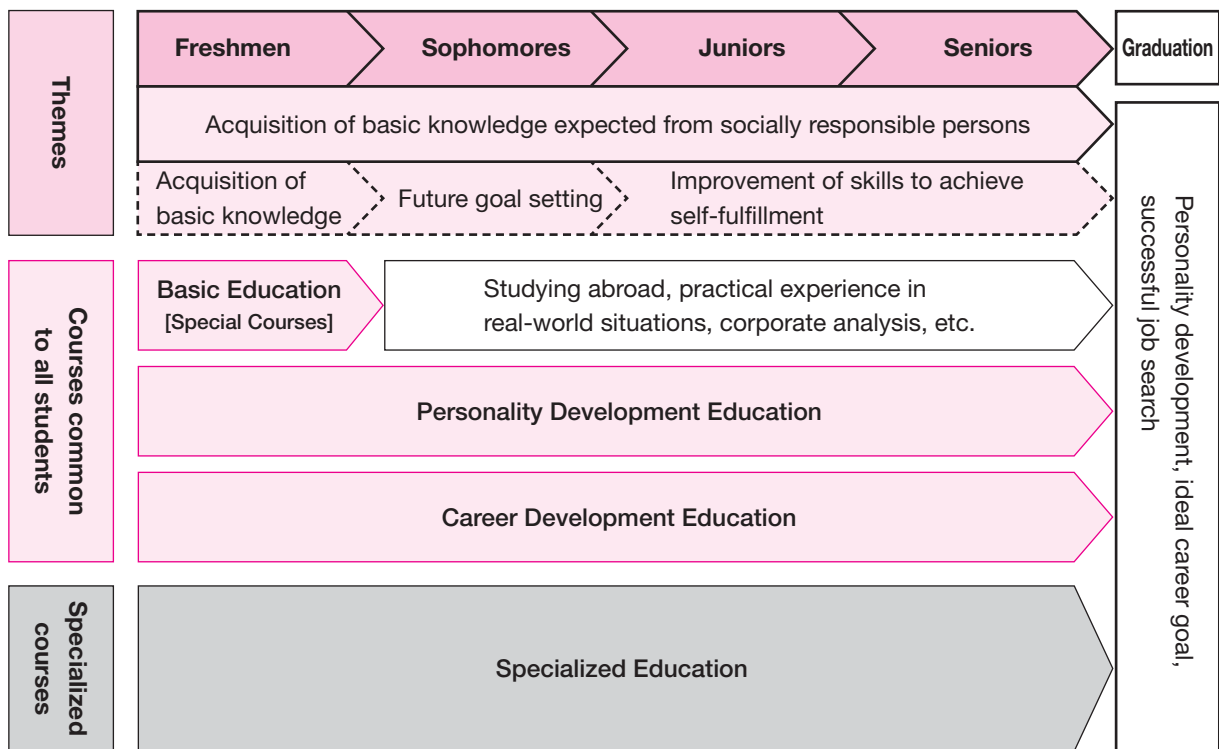 Freshmen
Sophomores
Juniors
Seniors
Graduation
Themes
Acquisition of basic knowledge expected from socially responsible persons
Acquisition of
basic knowledge
Future goal setting
Improvement of skills to achieve
self-fulfillment
Courses common
to all students
Basic Education
[Special Courses]
Studying abroad, practical experience in
real-world situations, corporate analysis, etc.
Personality Development Education
Career Development Education
Specialized
courses
Specialized Education
Personality development, ideal career goal,
successful job search